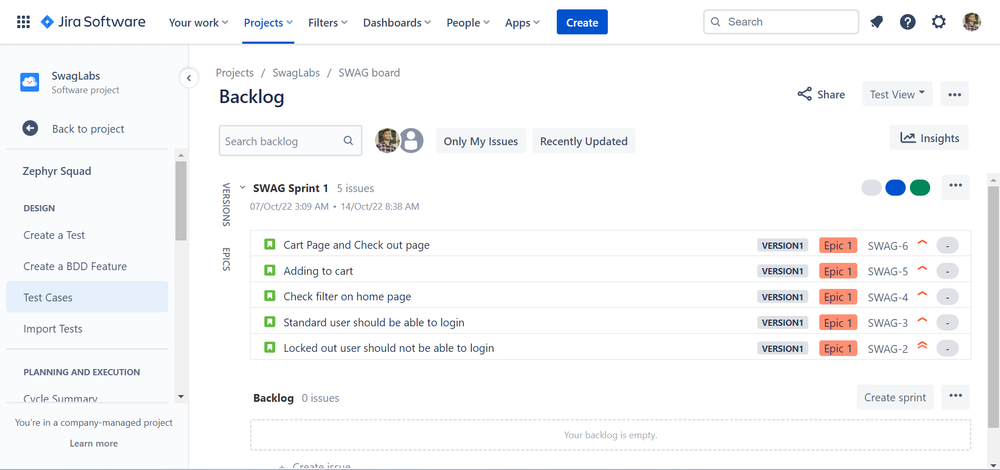 Jira Software
Your work
Projects
Filters
Dashboards
People
Apps
Create
Search
SwagLabs
Software project
Back to project
Zephyr Squad
DESIGN
Create a Test
Create a BDD Feature
Test Cases
Import Tests
PLANNING AND EXECUTION
Cycle Summary
You're in a company-managed project
Learn more
Projects / SwagLabs / SWAG board
Backlog
Share
Test View
Search backlog
Only My Issues
Recently Updated
Insights
VERSIONS
EPICS
SWAG Sprint 1 5 issues
07/Oct/22 3:09 AM • 14/Oct/22 8:38 AM
Cart Page and Check out page VERSION1 Epic 1 SWAG-6 -
Adding to cart VERSION1 Epic 1 SWAG-5 -
Check filter on home page VERSION1 Epic 1 SWAG-4 -
Standard user should be able to login VERSION1 Epic 1 SWAG-3 -
Locked out user should not be able to login VERSION1 Epic 1 SWAG-2 -
Backlog 0 issues
Create sprint
Your backlog is empty.
+ Create issue